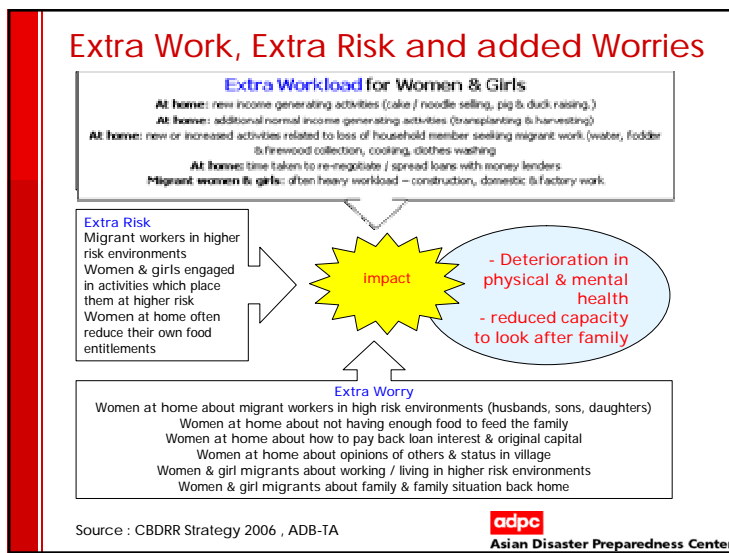 Extra Work, Extra Risk and added Worries
Extra Workload for Women & Girls
At home: new income generating activities (cake / noodle selling, pig & duck raising.)
At home: additional normal income generating activities (transplanting & harvesting)
At home: new or increased activities related to loss of household member seeking migrant work (water, fodder
& firewood collection, cooking, clothes washing
At home: time taken to re-negotiate / spread loans with money lenders
Migrant women & girls: often heavy workload – construction, domestic & factory work
Extra Risk
Migrant workers in higher
risk environments
Women & girls engaged
in activities which place
them at higher risk
Women at home often
reduce their own food
entitlements
impact
- Deterioration in
physical & mental
health
- reduced capacity
to look after family
Extra Worry
Women at home about migrant workers in high risk environments (husbands, sons, daughters)
Women at home about not having enough food to feed the family
Women at home about how to pay back loan interest & original capital
Women at home about opinions of others & status in village
Women & girl migrants about working / living in higher risk environments
Women & girl migrants about family & family situation back home
Source : CBDRR Strategy 2006 , ADB-TA
adpc
Asian Disaster Preparedness Center